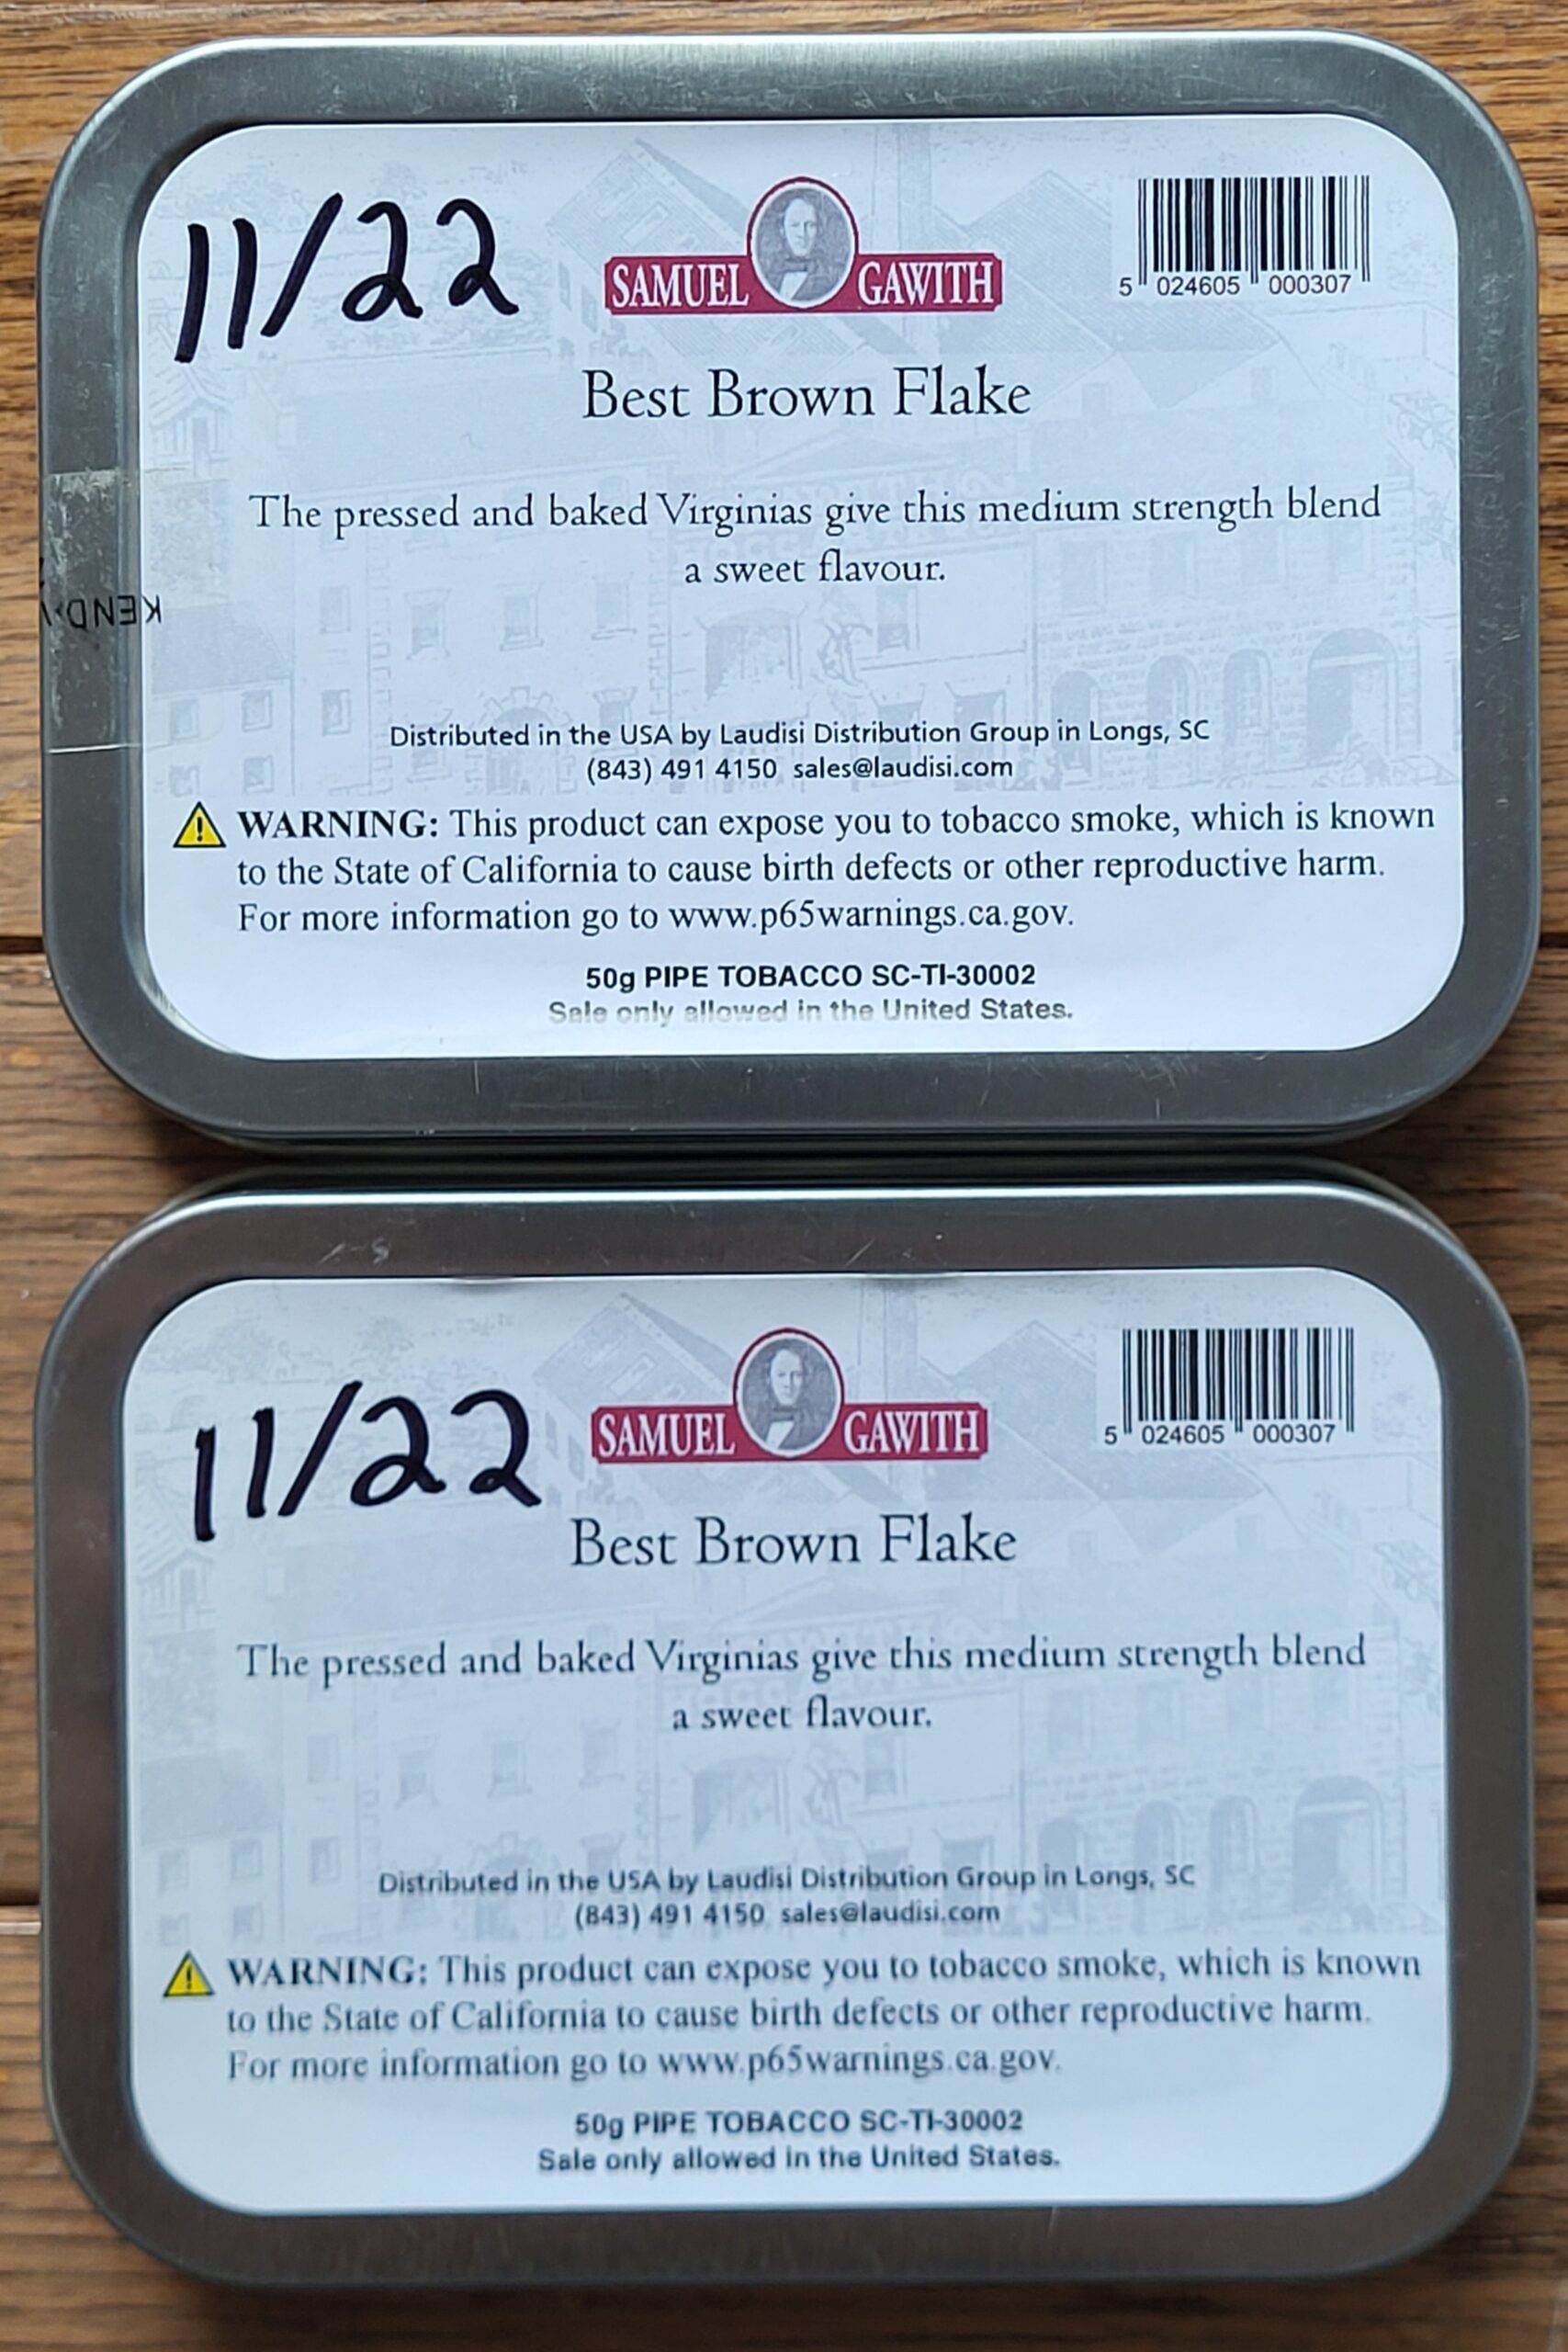 11/22
SAMUEL GAWITH
5 024605 000307
Best Brown Flake
The pressed and baked Virginias give this medium strength blend
a sweet flavour.
KEND
Distributed in the USA by Laudisi Distribution Group in Longs, SC
(843) 491 4150 sales@laudisi.com
WARNING: This product can expose you to tobacco smoke, which is known
to the State of California to cause birth defects or other reproductive harm.
For more information go to www.p65warnings.ca.gov.
50g PIPE TOBACCO SC-TI-30002
Sale only allowed in the United States.
11/22
SAMUEL GAWITH
5 024605 000307
Best Brown Flake
The pressed and baked Virginias give this medium strength blend
a sweet flavour.
Distributed in the USA by Laudisi Distribution Group in Longs, SC
(843) 491 4150 sales@laudisi.com
WARNING: This product can expose you to tobacco smoke, which is known
to the State of California to cause birth defects or other reproductive harm.
For more information go to www.p65warnings.ca.gov.
50g PIPE TOBACCO SC-TI-30002
Sale only allowed in the United States.